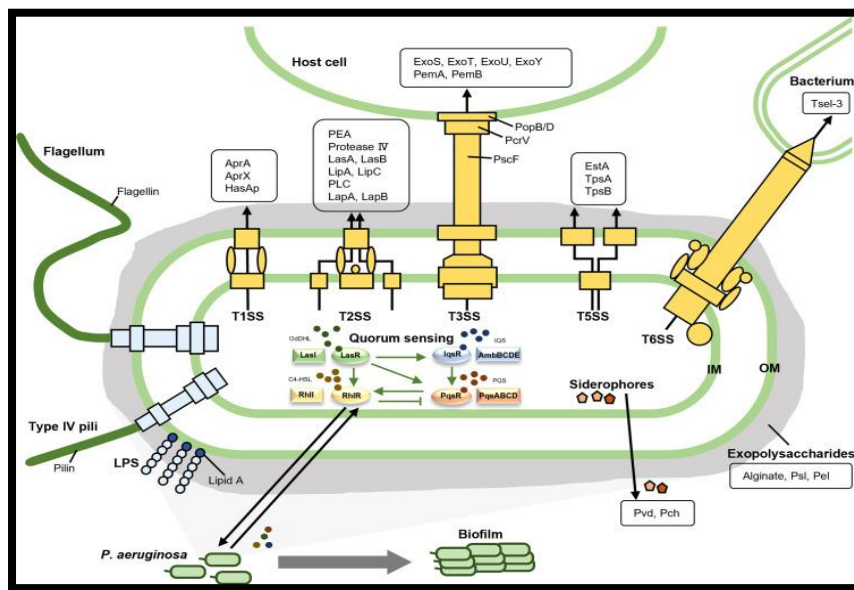 Host cell
ExoS, ExoT, ExoU, ExoY
PemA, PemB
Bacterium
Tsel-3
PopB/D
PcrV
PscF
Flagellum
Flagellin
AprA
AprX
HasAp
PEA
Protease IV
LasA, LasB
LipA, LipC
PLC
LapA, LapB
EstA
TpsA
TpsB
T1SS
T2SS
T3SS
T5SS
T6SS
Quorum sensing
OdDHL
IQS
LasI
LasR
IqsR
AmbBCDE
C4-HSL
PQS
RhlI
RhlR
PqsR
PqsABCD
Siderophores
IM
OM
Type IV pili
Pilin
LPS
Lipid A
Exopolysaccharides
Alginate, Psl, Pel
Pvd, Pch
P. aeruginosa
Biofilm